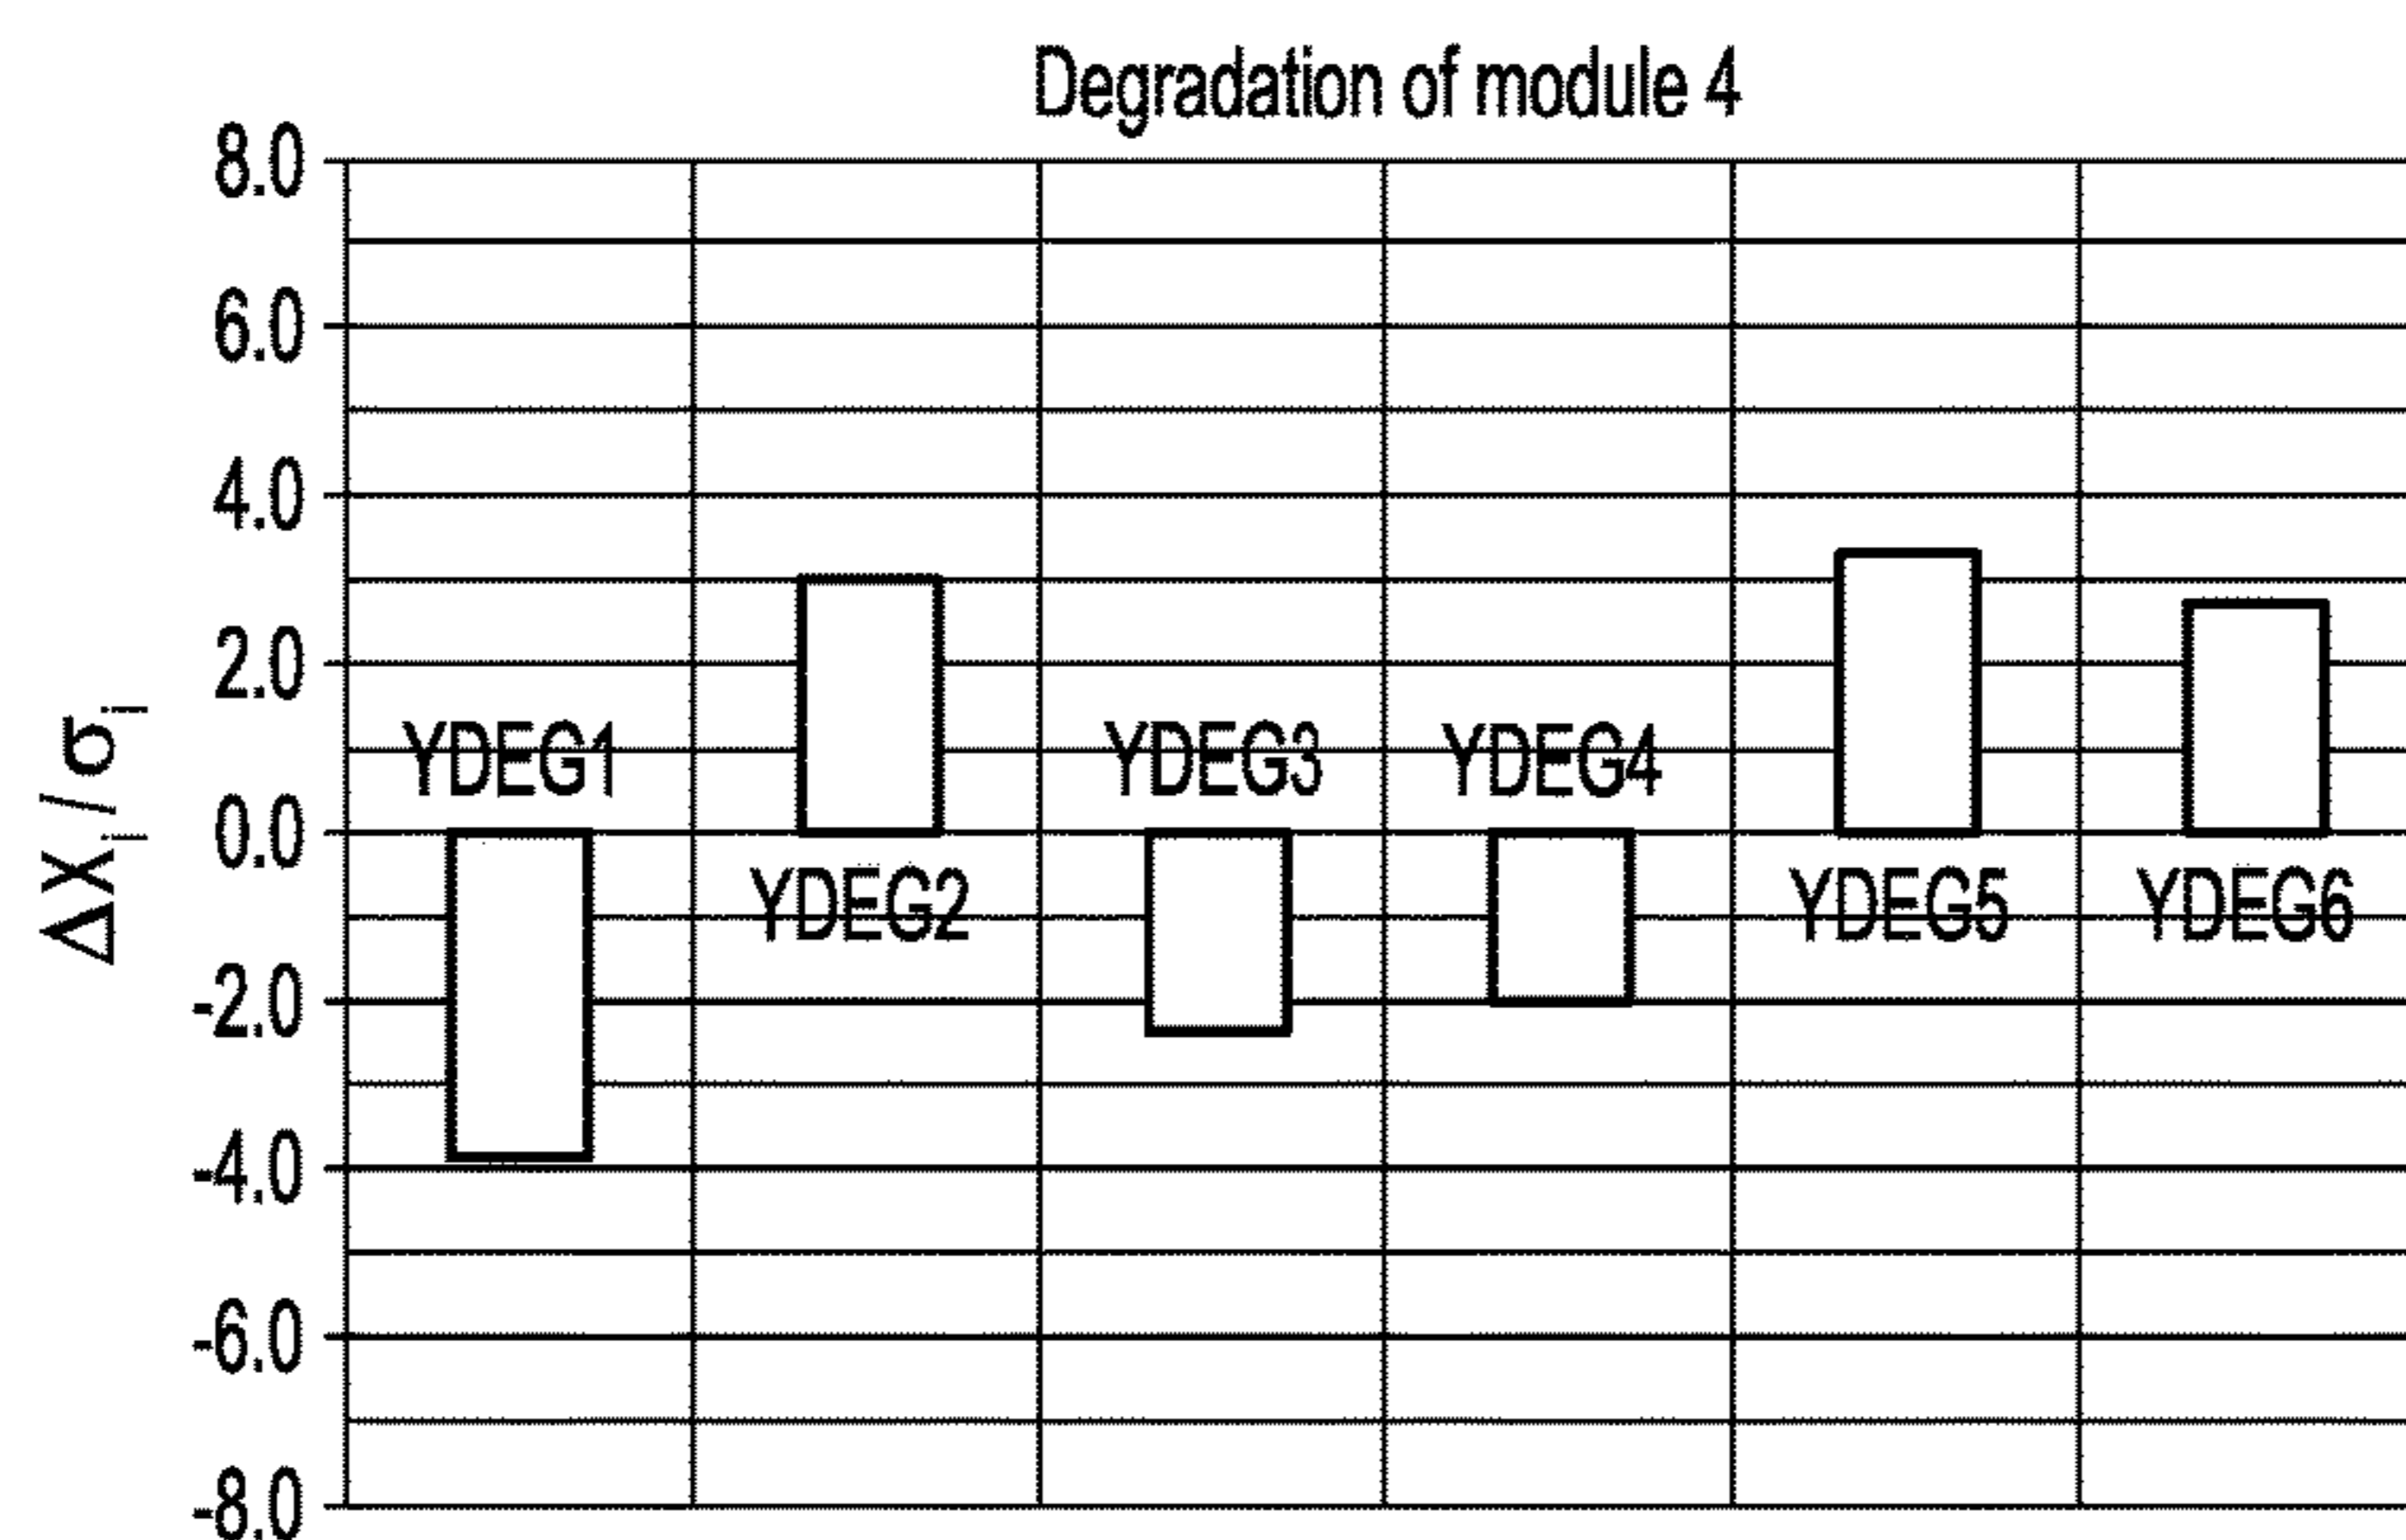 Degradation of module 4
8.0
6.0
4.0
2.0
0.0
-2.0
-4.0
-6.0
-8.0
ΔXᵢ / σᵢ
YDEG1
YDEG2
YDEG3
YDEG4
YDEG5
YDEG6